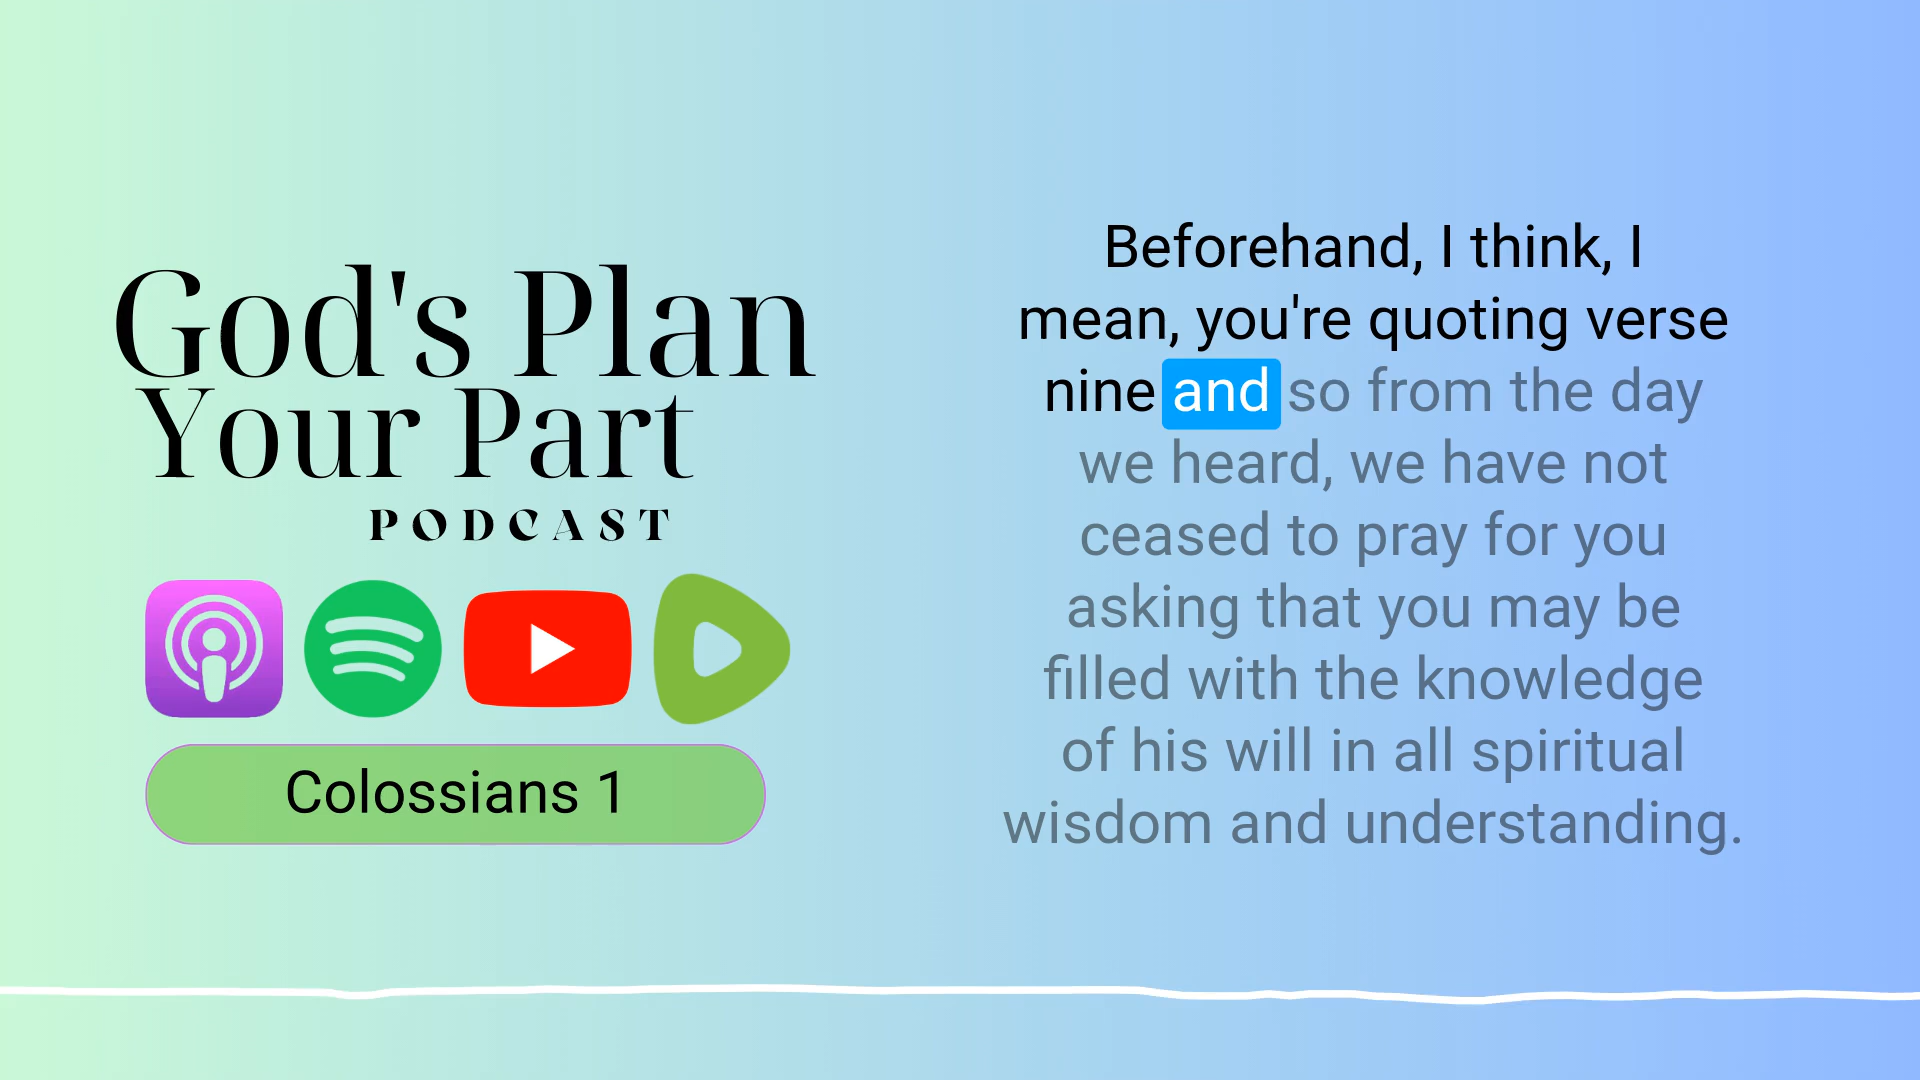 God's Plan
Your Part
PODCAST
Colossians 1
Beforehand, I think, I
mean, you're quoting verse
nine and so from the day
we heard, we have not
ceased to pray for you
asking that you may be
filled with the knowledge
of his will in all spiritual
wisdom and understanding.